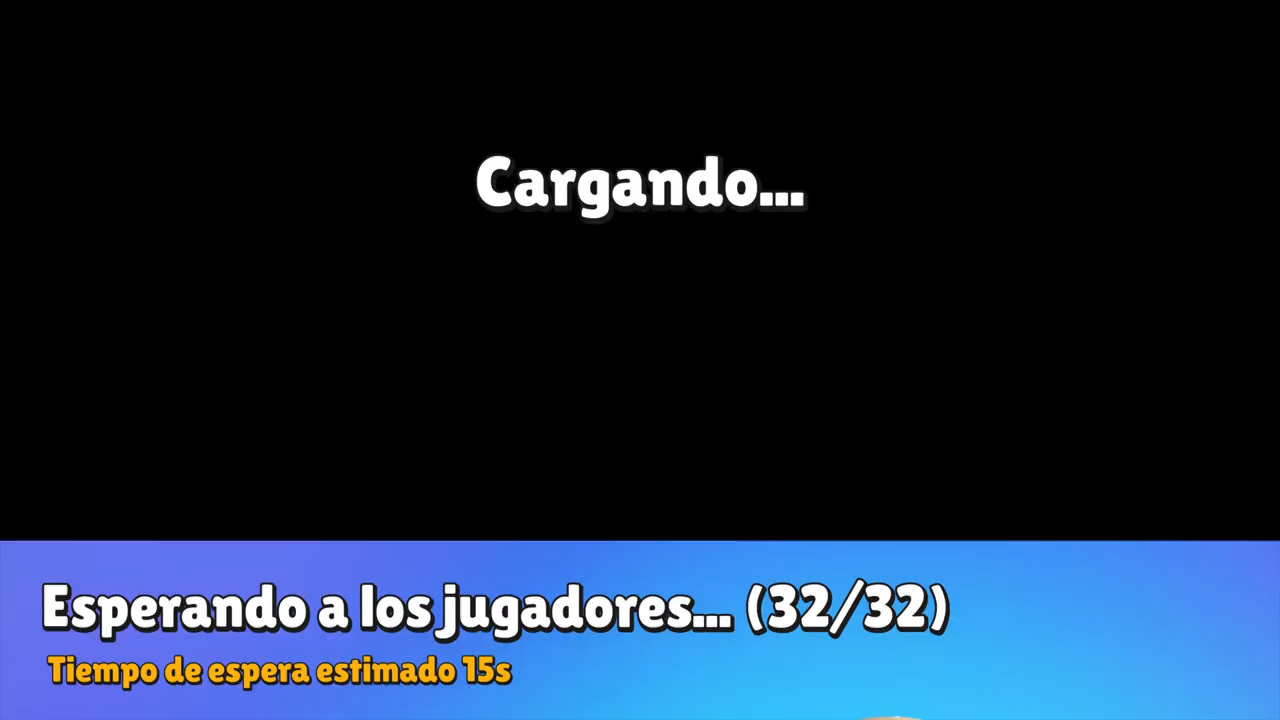 Cargando...
Esperando a los jugadores... (32/32)
Tiempo de espera estimado 15s